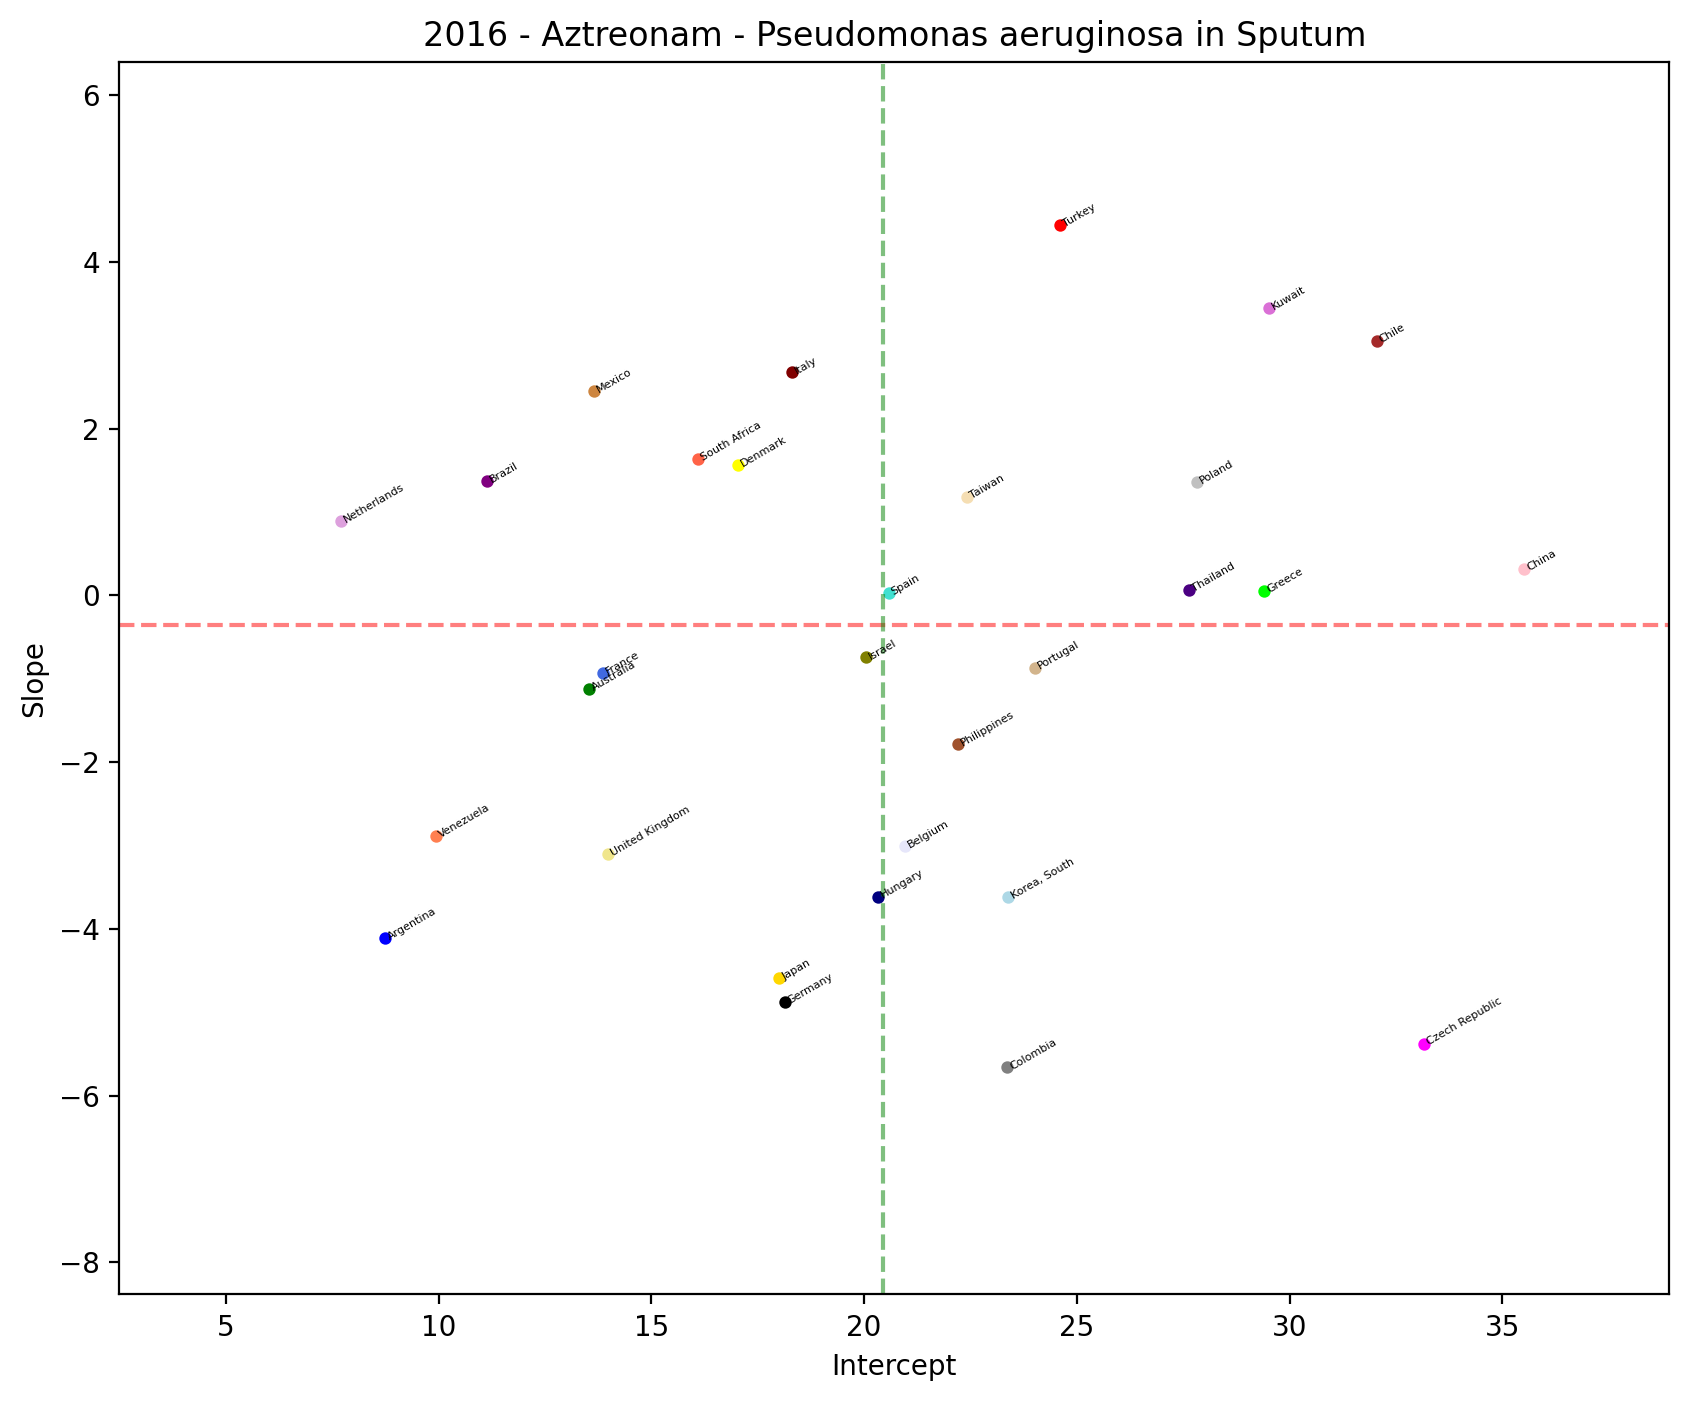 2016 - Aztreonam - Pseudomonas aeruginosa in Sputum
6
Turkey
4
Kuwait
Chile
Italy
Mexico
2
South Africa
Denmark
Brazil
Poland
Taiwan
Netherlands
China
Thailand
Greece
Spain
0
Israel
Portugal
France
Australia
Slope
Philippines
−2
Venezuela
United Kingdom
Belgium
Hungary
Korea, South
Argentina
−4
Japan
Germany
Czech Republic
Colombia
−6
−8
5 10 15 20 25 30 35
Intercept